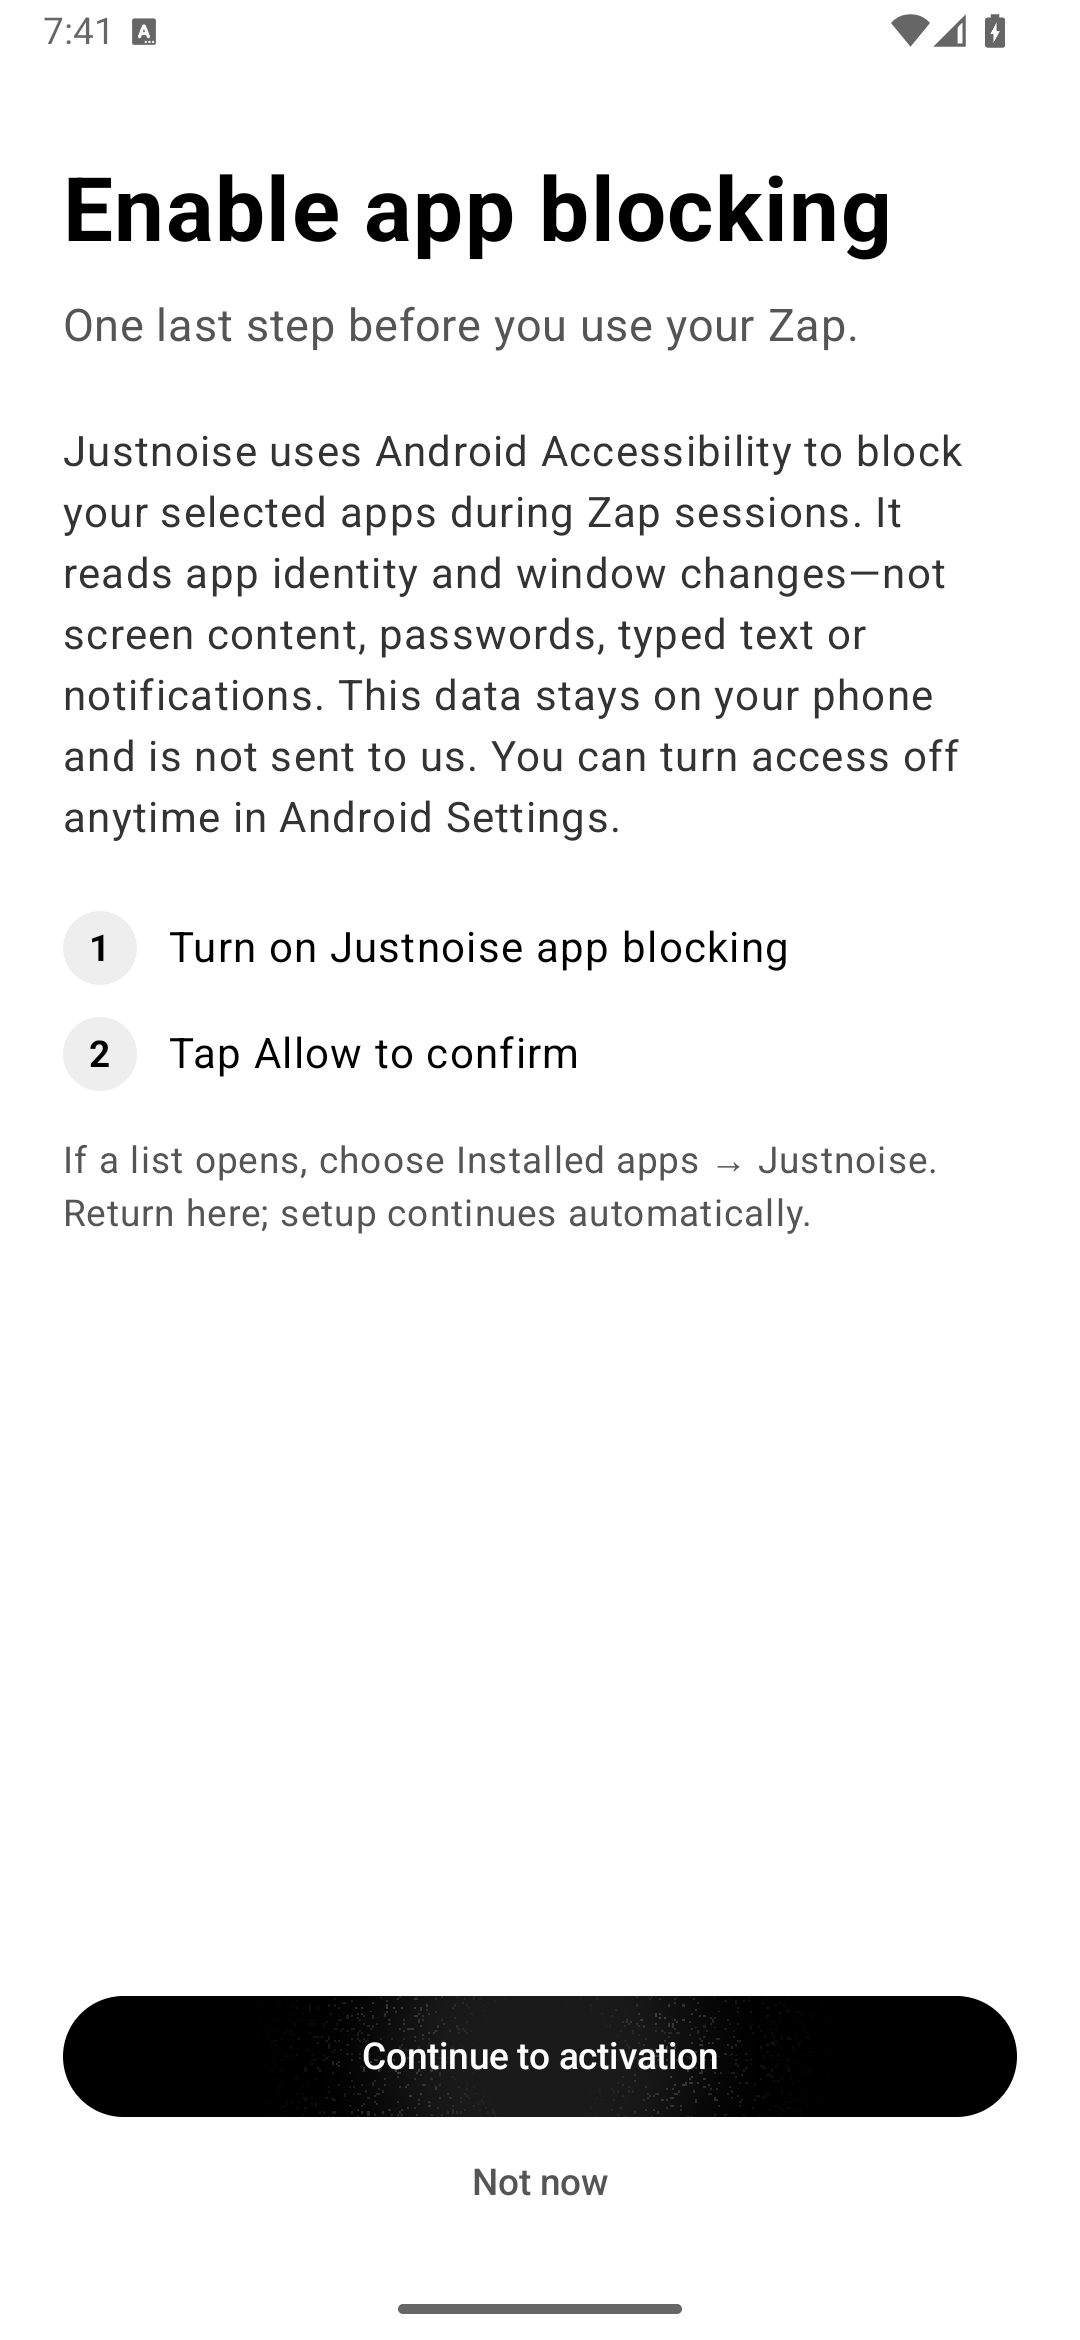 7:41
Enable app blocking
One last step before you use your Zap.
Justnoise uses Android Accessibility to block
your selected apps during Zap sessions. It
reads app identity and window changes—not
screen content, passwords, typed text or
notifications. This data stays on your phone
and is not sent to us. You can turn access off
anytime in Android Settings.
1 Turn on Justnoise app blocking
2 Tap Allow to confirm
If a list opens, choose Installed apps → Justnoise.
Return here; setup continues automatically.
Continue to activation
Not now